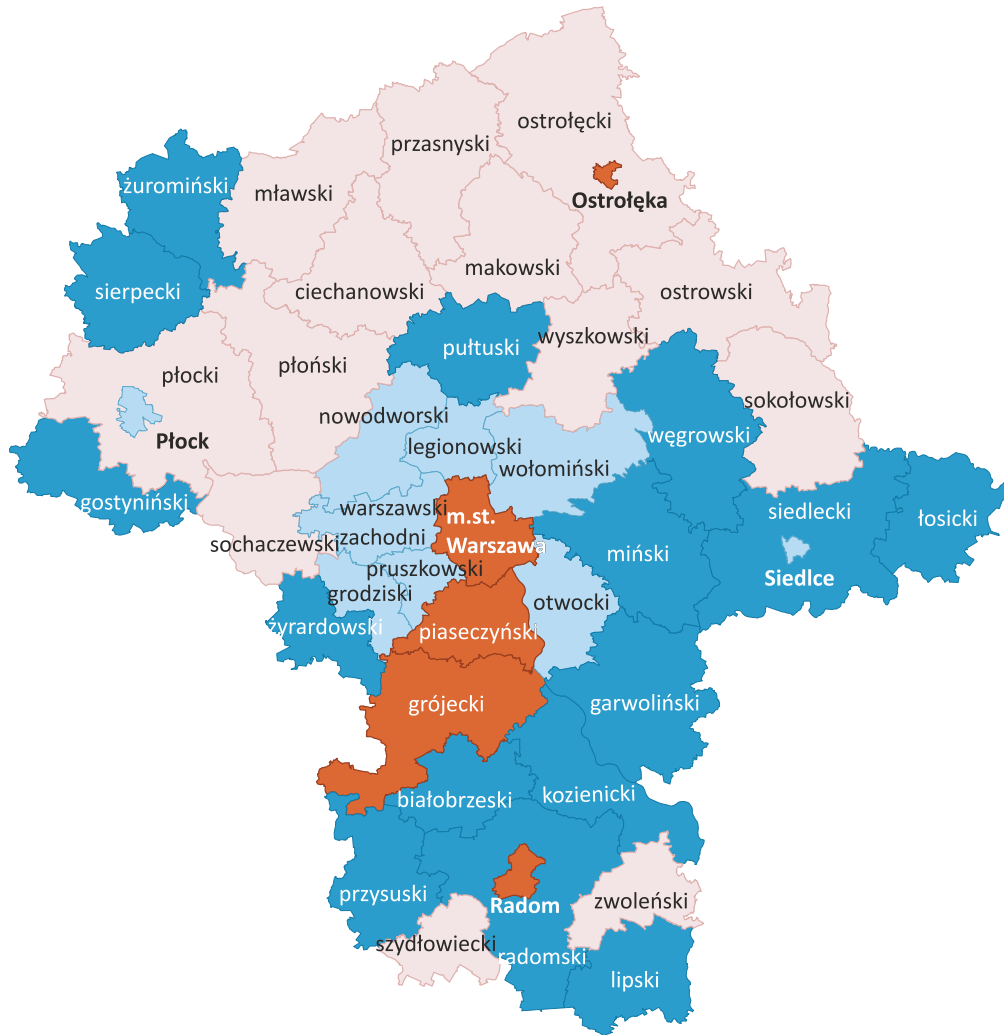 ostrołęcki
przasnyski
żuromiński
mławski
Ostrołęka
makowski
sierpecki
ciechanowski
ostrowski
wyszkowski
pułtuski
płoński
płocki
sokołowski
nowodworski
Płock
legionowski
węgrowski
wołomiński
gostyniński
warszawski
zachodni
m.st.
Warszawa
siedlecki
łosicki
sochaczewski
miński
pruszkowski
Siedlce
grodziski
otwocki
żyrardowski
piaseczyński
grójecki
garwoliński
białobrzeski
kozienicki
przysuski
Radom
zwoleński
szydłowiecki
radomski
lipski